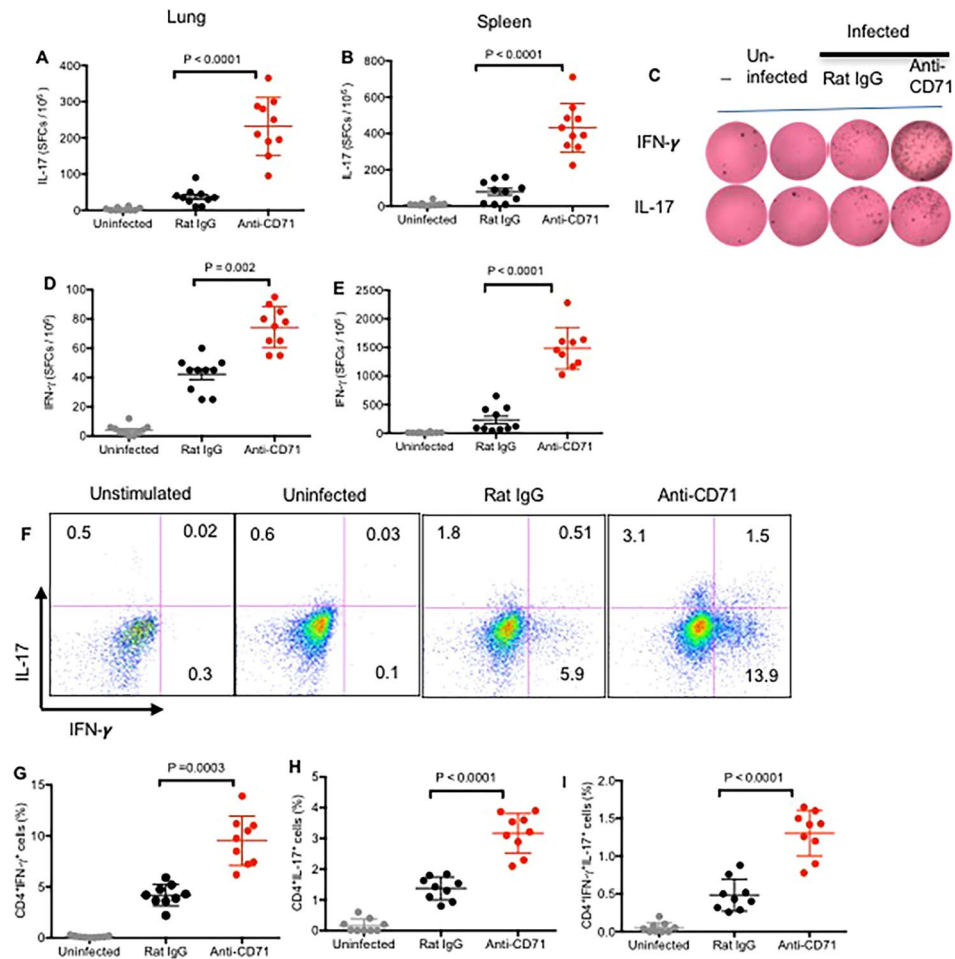 Lung
Spleen
A
P < 0.0001
IL-17 (SFCs / 10⁶)
400
300
200
100
0
Uninfected
Rat IgG
Anti-CD71
B
P < 0.0001
IL-17 (SFCs / 10⁶)
800
600
400
200
0
Uninfected
Rat IgG
Anti-CD71
C
Infected
–
Un-
infected
Rat IgG
Anti-
CD71
IFN-γ
IL-17
D
P = 0.002
IFN-γ (SFCs / 10⁶)
100
80
60
40
20
0
Uninfected
Rat IgG
Anti-CD71
E
P < 0.0001
IFN-γ (SFCs / 10⁶)
2500
2000
1500
1000
500
0
Uninfected
Rat IgG
Anti-CD71
F
Unstimulated
Uninfected
Rat IgG
Anti-CD71
0.5
0.02
0.3
0.6
0.03
0.1
1.8
0.51
5.9
3.1
1.5
13.9
IL-17
IFN-γ
G
P =0.0003
CD4⁺IFN-γ⁺ cells (%)
15
10
5
0
Uninfected
Rat IgG
Anti-CD71
H
P < 0.0001
CD4⁺IL-17⁺ cells (%)
5
4
3
2
1
0
Uninfected
Rat IgG
Anti-CD71
I
P < 0.0001
CD4⁺IFN-γ⁺IL-17⁺ cells (%)
2.0
1.5
1.0
0.5
0.0
Uninfected
Rat IgG
Anti-CD71